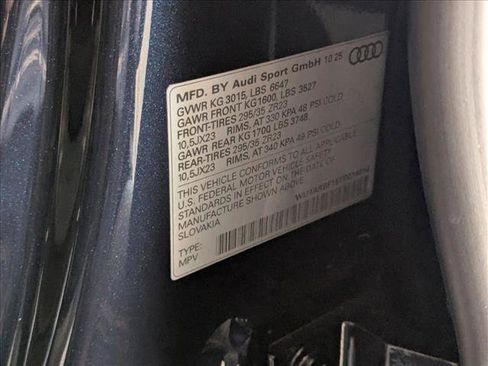 MFD. BY Audi Sport GmbH 10 25
GVWR KG 3015, LBS 6647
GAWR FRONT KG1600, LBS 3527
FRONT-TIRES 295/35 ZR23
10,5JX23 RIMS, AT 330 KPA 48 PSI COLD
GAWR REAR KG1700 LBS 3748
REAR-TIRES 295/35 ZR23
10,5JX23 RIMS, AT 340 KPA 49 PSI COLD
THIS VEHICLE CONFORMS TO ALL APPLICABLE
U.S. FEDERAL MOTOR VEHICLE SAFETY
STANDARDS IN EFFECT ON THE DATE OF
MANUFACTURE SHOWN ABOVE.
SLOVAKIA
TYPE:
MPV